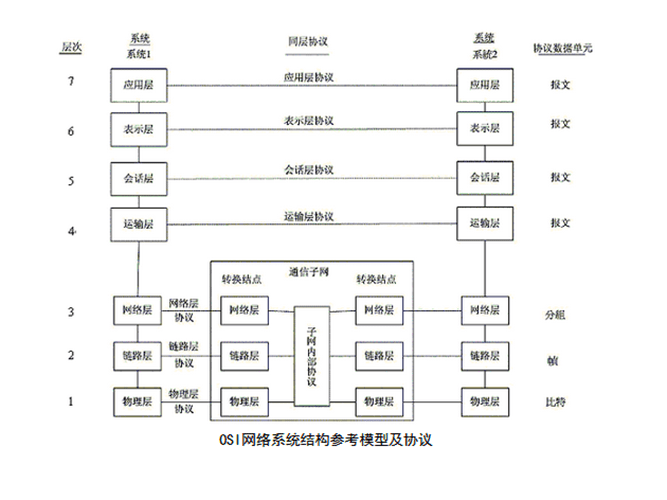 层次
系统
系统1
同层协议
系统
系统2
协议数据单元
7
应用层
应用层协议
应用层
报文
6
表示层
表示层协议
表示层
报文
5
会话层
会话层协议
会话层
报文
4
运输层
运输层协议
运输层
报文
通信子网
转换结点
转换结点
3
网络层
网络层
协议
网络层
网络层
网络层
分组
子网内部协议
2
链路层
链路层
协议
链路层
链路层
链路层
帧
1
物理层
物理层
协议
物理层
物理层
物理层
比特
OSI网络系统结构参考模型及协议